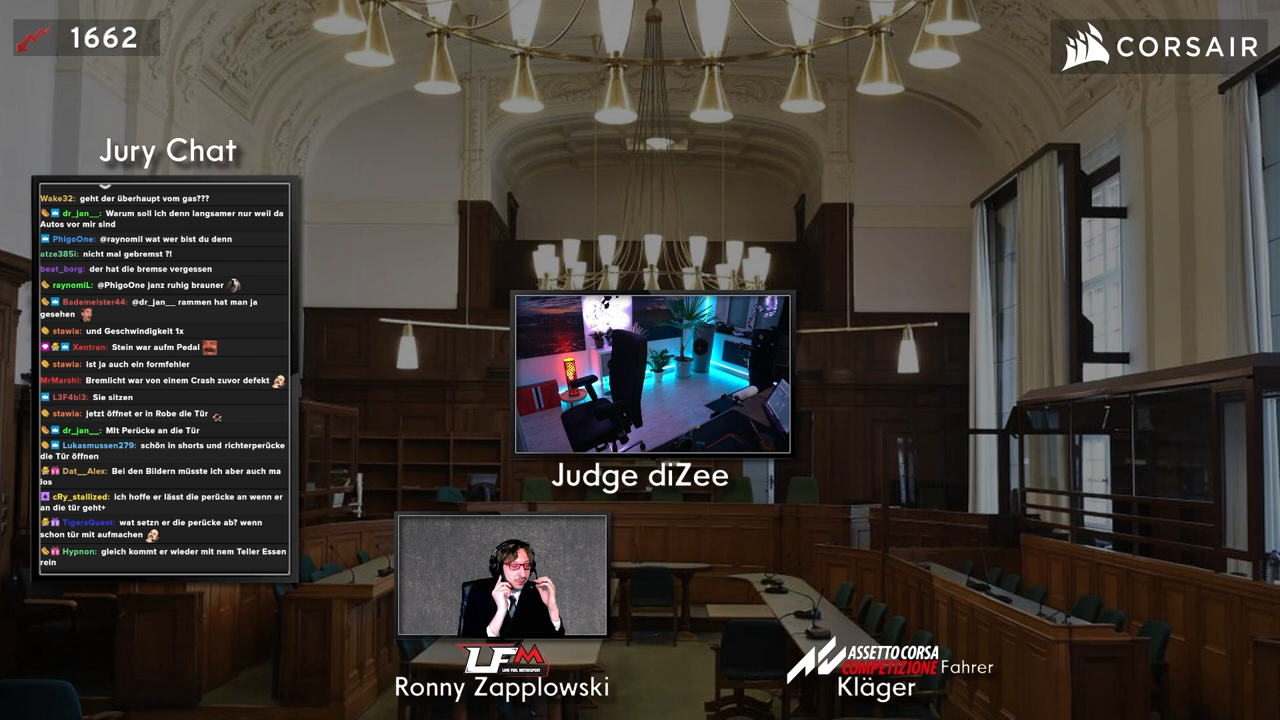 1662
CORSAIR
Jury Chat
Wake32: geht der überhaupt vom gas???
dr_jan__: Warum soll ich denn langsamer nur weil da
Autos vor mir sind
PhigoOne: @raynomil wat wer bist du denn
atze385i: nicht mal gebremst ?!
beat_borg: der hat die bremse vergessen
raynomiL: @PhigoOne janz ruhig brauner
Bademeister44: @dr_jan__ rammen hat man ja
gesehen
stawia: und Geschwindigkeit 1x
Xentran: Stein war aufm Pedal
stawia: ist ja auch ein formfehler
MrMarshi: Bremlicht war von einem Crash zuvor defekt
L3F4bi3: Sie sitzen
stawia: jetzt öffnet er in Robe die Tür
dr_jan__: MIt Perücke an die Tür
Lukasmussen279: schön in shorts und richterperücke
die Tür öffnen
Dat__Alex: Bei den Bildern müsste ich aber auch ma
los
cRy_stallized: ich hoffe er lässt die perücke an wenn er
an die tür geht+
TigersQuest: wat setzn er die perücke ab? wenn
schon tür mit aufmachen
Hypnon: gleich kommt er wieder mit nem Teller Essen
rein
Judge diZee
LFM
Ronny Zapplowski
ASSETTO CORSA
COMPETIZIONE Fahrer
Kläger